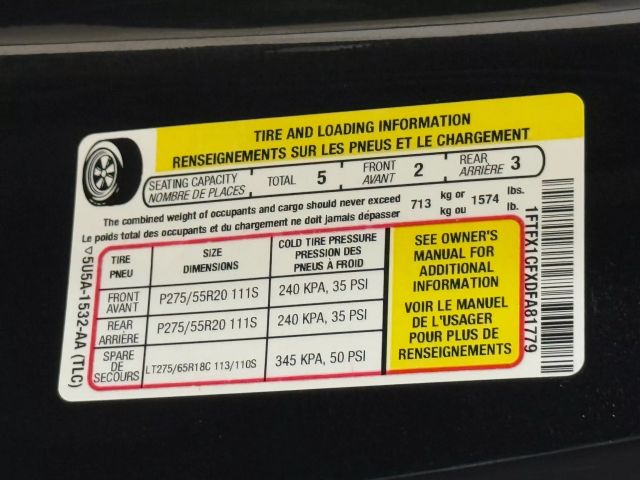 TIRE AND LOADING INFORMATION
RENSEIGNEMENTS SUR LES PNEUS ET LE CHARGEMENT
SEATING CAPACITY
NOMBRE DE PLACES
TOTAL 5
FRONT
AVANT 2
REAR
ARRIÈRE 3
The combined weight of occupants and cargo should never exceed 713 kg or 1574 lbs.
Le poids total des occupants et du chargement ne doit jamais dépasser kg ou lb.
TIRE
PNEU
SIZE
DIMENSIONS
COLD TIRE PRESSURE
PRESSION DES
PNEUS À FROID
FRONT
AVANT
P275/55R20 111S
240 KPA, 35 PSI
REAR
ARRIÈRE
P275/55R20 111S
240 KPA, 35 PSI
SPARE
DE
SECOURS
LT275/65R18C 113/110S
345 KPA, 50 PSI
SEE OWNER'S
MANUAL FOR
ADDITIONAL
INFORMATION
VOIR LE MANUEL
DE L'USAGER
POUR PLUS DE
RENSEIGNEMENTS
5U5A-1532-AA (TLC)
1FTFX1CFXDFA81779